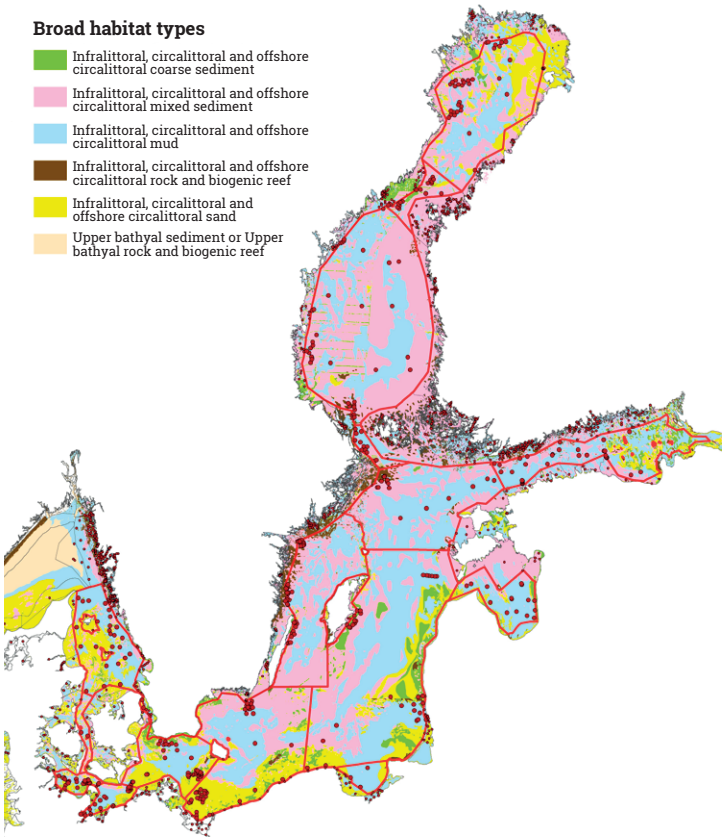 Broad habitat types
Infralittoral, circalittoral and offshore
circalittoral coarse sediment
Infralittoral, circalittoral and offshore
circalittoral mixed sediment
Infralittoral, circalittoral and offshore
circalittoral mud
Infralittoral, circalittoral and offshore
circalittoral rock and biogenic reef
Infralittoral, circalittoral and
offshore circalittoral sand
Upper bathyal sediment or Upper
bathyal rock and biogenic reef